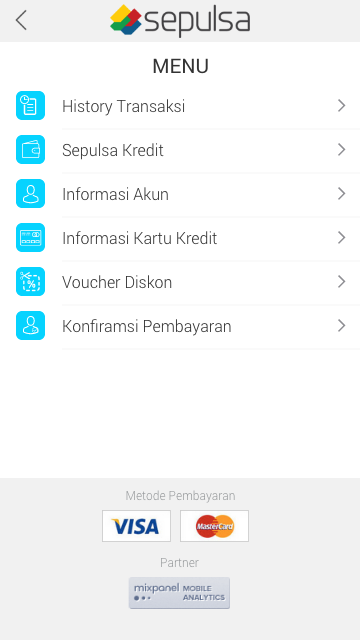 sepulsa
MENU
History Transaksi
Sepulsa Kredit
Informasi Akun
Informasi Kartu Kredit
Voucher Diskon
Konfiramsi Pembayaran
Metode Pembayaran
VISA MasterCard
Partner
mixpanel MOBILE ANALYTICS